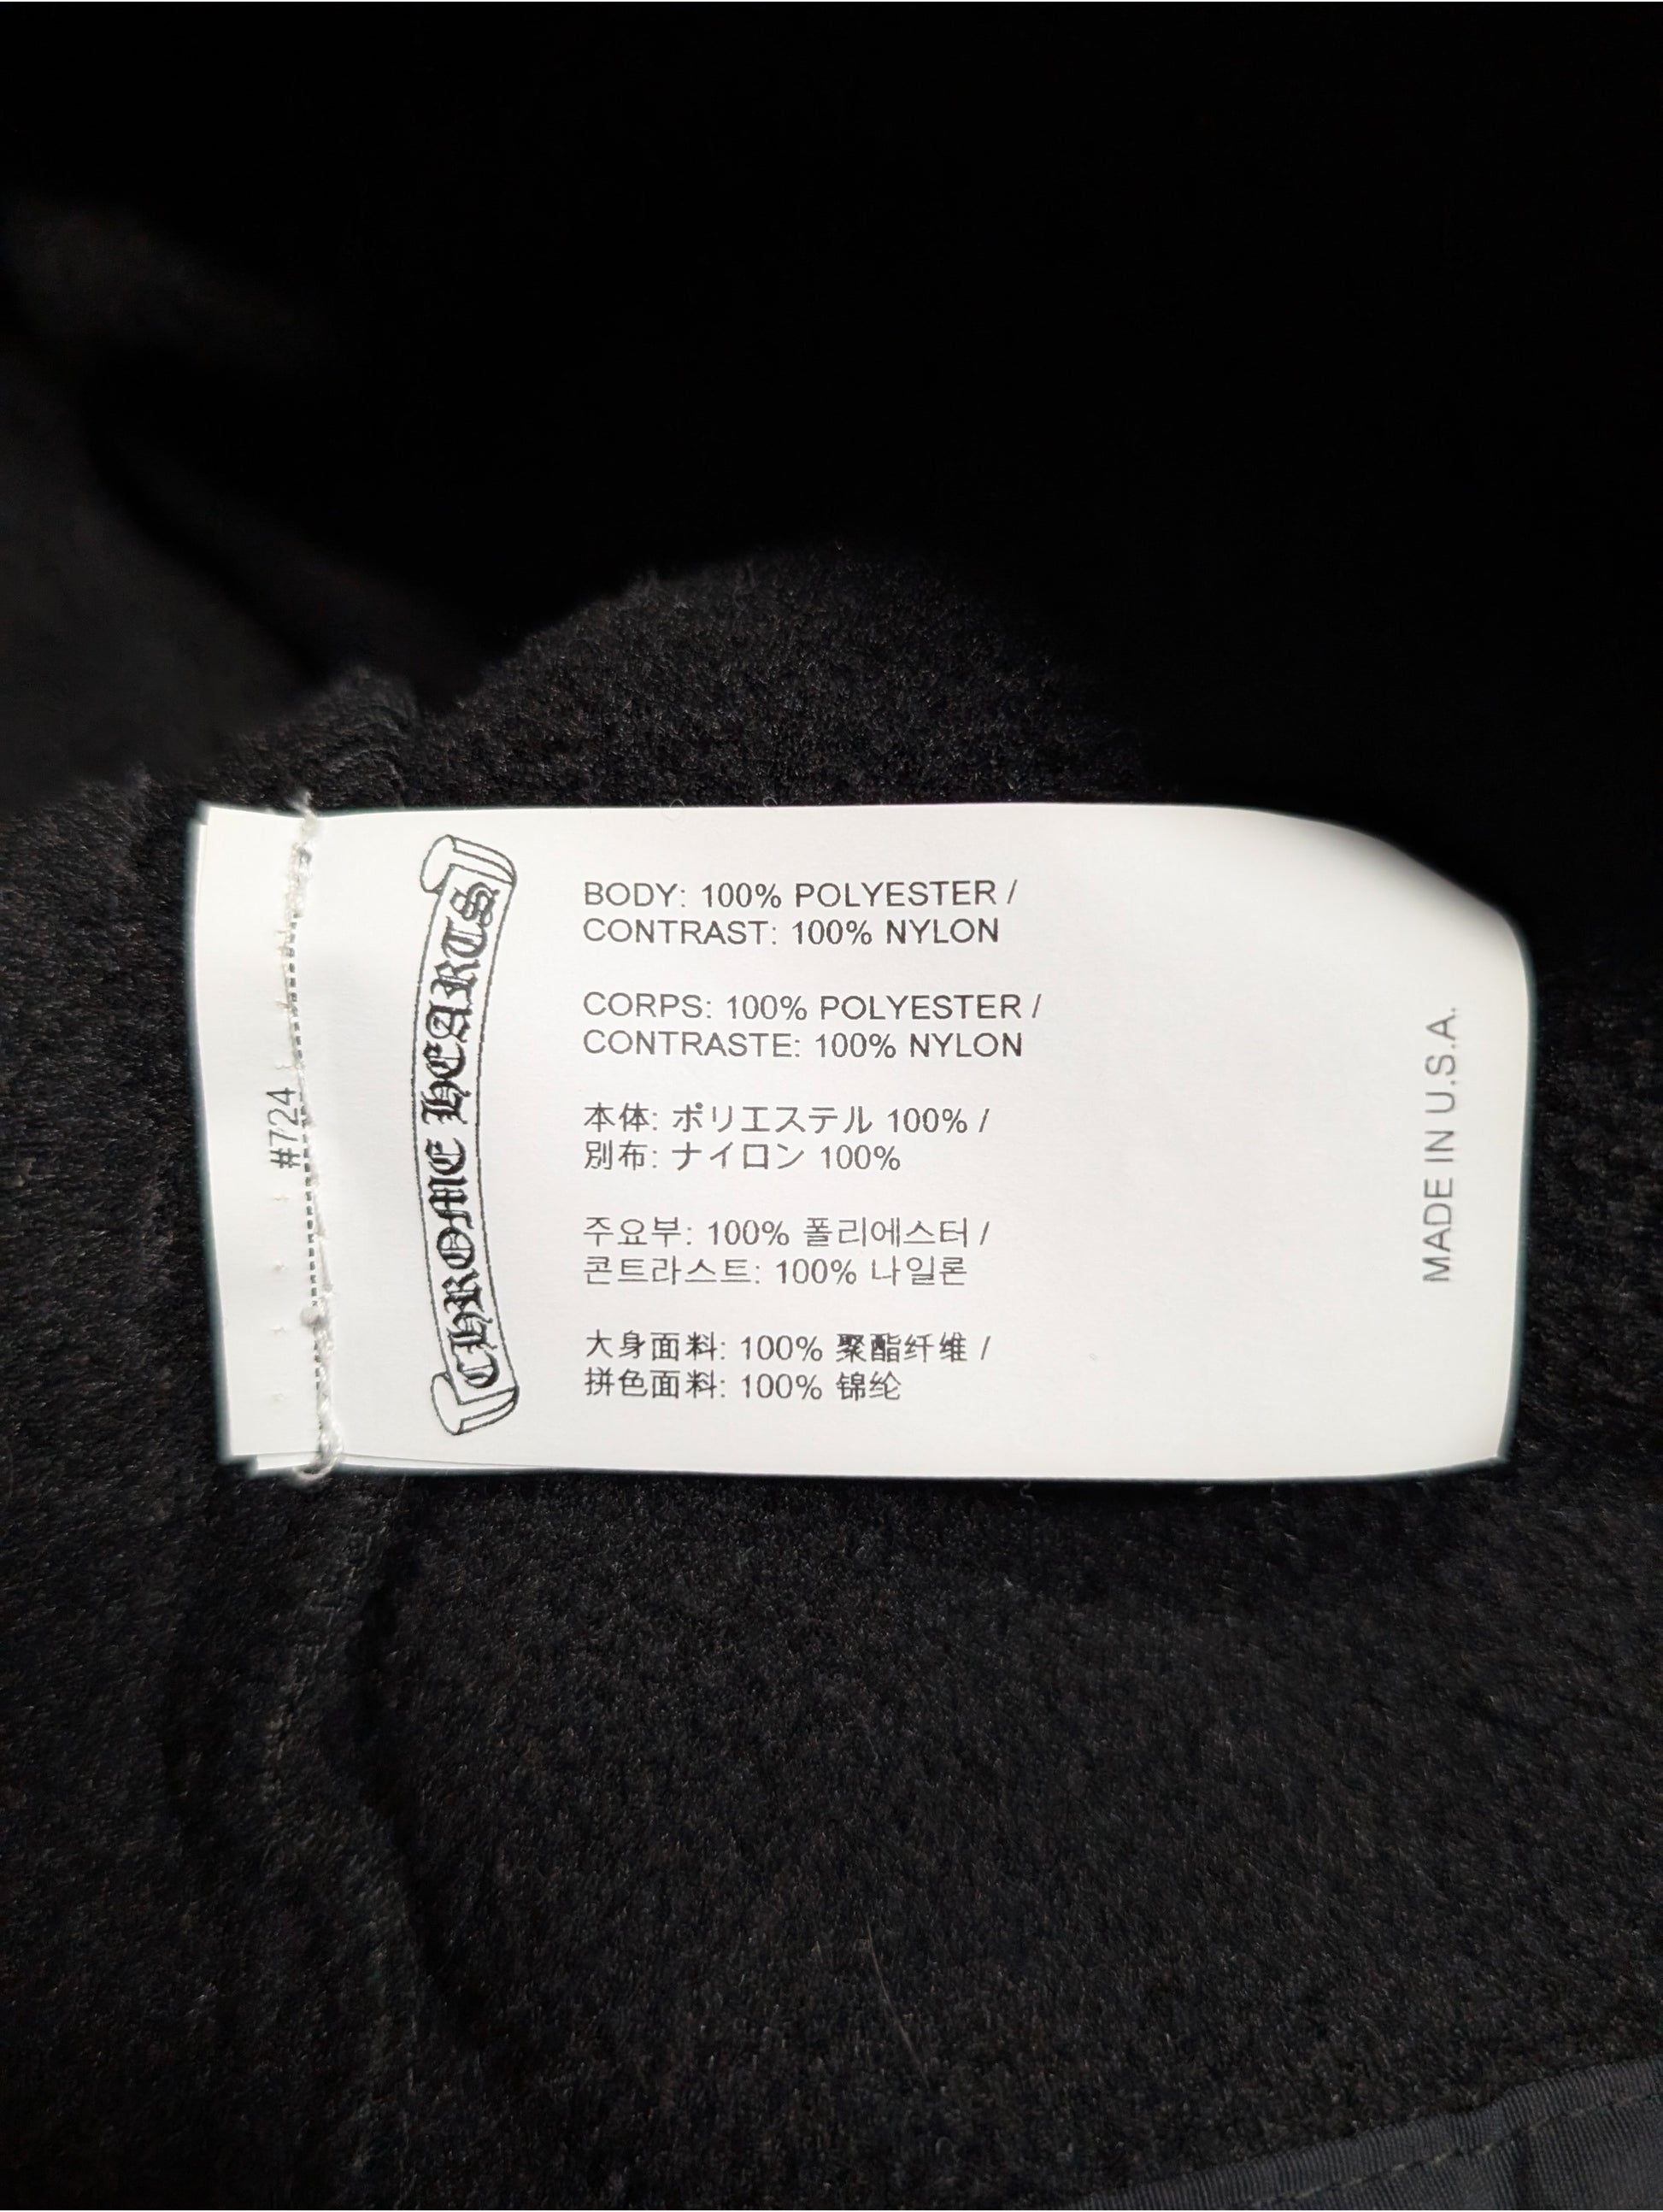 #724
CHROME HEARTS
BODY: 100% POLYESTER /
CONTRAST: 100% NYLON
CORPS: 100% POLYESTER /
CONTRASTE: 100% NYLON
本体: ポリエステル 100% /
別布: ナイロン 100%
주요부: 100% 폴리에스터 /
콘트라스트: 100% 나일론
大身面料: 100% 聚酯纤维 /
拼色面料: 100% 锦纶
MADE IN U.S.A.